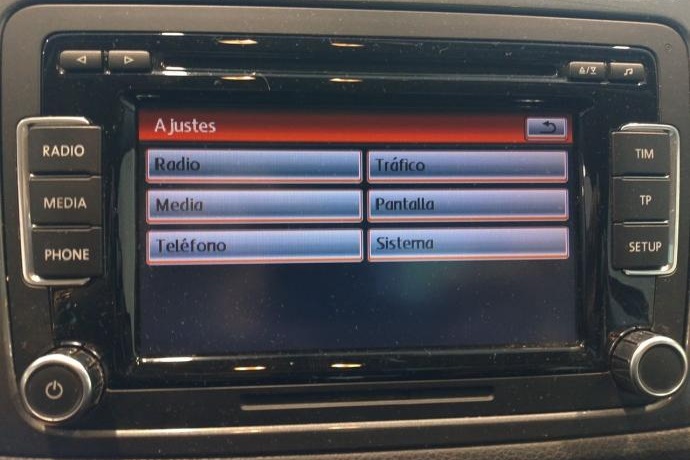 Ajustes
RADIO
Radio
Tráfico
TIM
MEDIA
Media
Pantalla
TP
PHONE
Teléfono
Sistema
SETUP